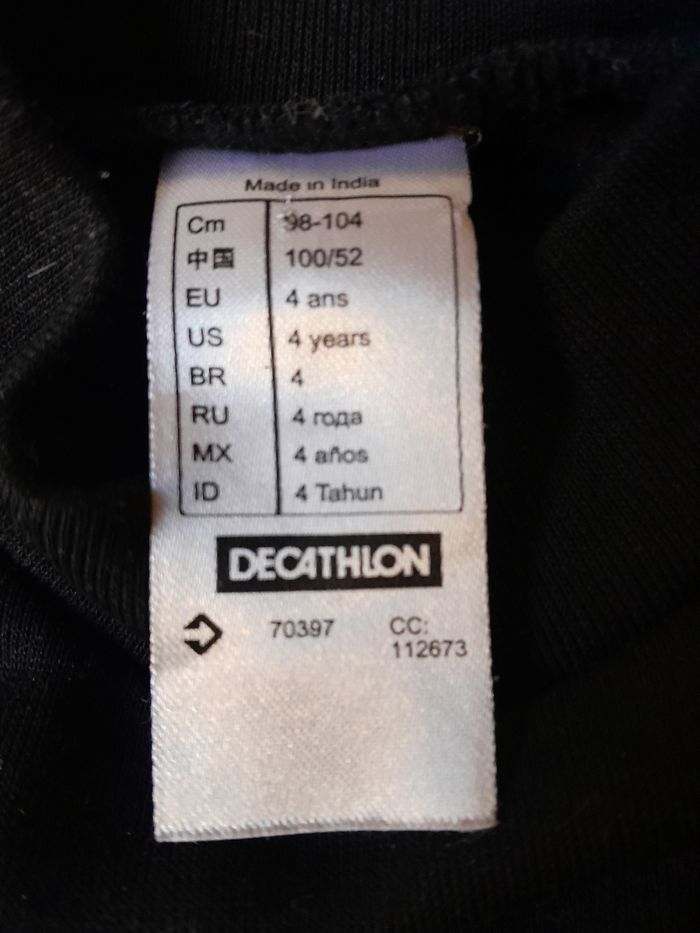 Made in India
Cm 98-104
中国 100/52
EU 4 ans
US 4 years
BR 4
RU 4 года
MX 4 años
ID 4 Tahun
DECATHLON
70397 CC:
112673